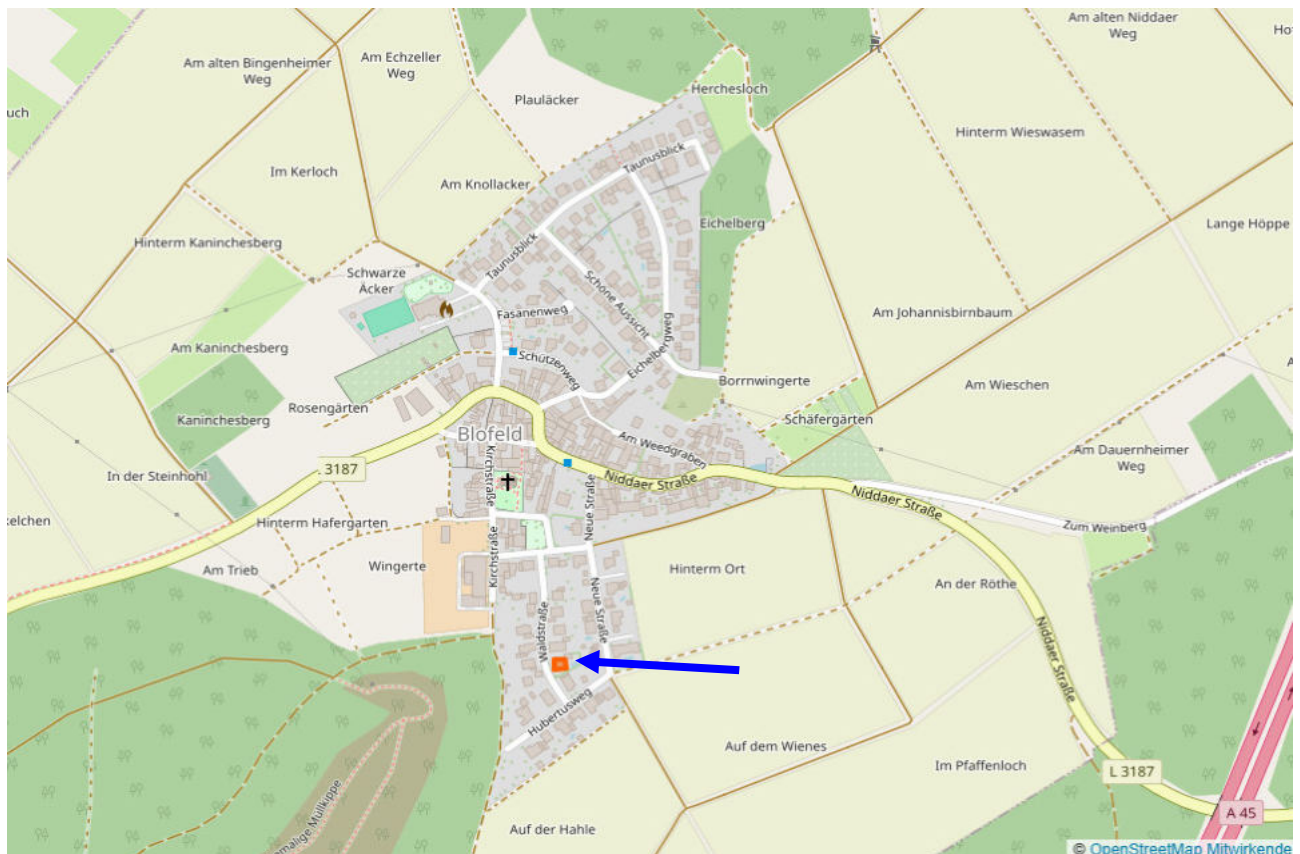 Am alten Niddaer
Weg
Am Echzeller
Weg
Am alten Bingenheimer
Weg
Herchesloch
Plauläcker
uch
Hinterm Wieswasem
Im Kerloch
Taunusblick
Am Knollacker
Eichelberg
Lange Höppe
Hinterm Kaninchesberg
Taunusblick
Schwarze
Äcker
Schöne Aussicht
Fasanenweg
Am Johannisbirnbaum
Eichelbergweg
Am Kaninchesberg
Schützenweg
Borrnwingerte
Am Wieschen
Rosengärten
Kaninchesberg
Schäfergärten
Blofeld
Am Weedgraben
Am Dauernheimer
Weg
3187
In der Steinhohl
Kirchstraße
Niddaer Straße
Niddaer Straße
kelchen
Hinterm Hafergarten
Neue Straße
Zum Weinberg
Am Trieb
Wingerte
Kirchstraße
Hinterm Ort
An der Röthe
Waldstraße
Neue Straße
Niddaer Straße
Hubertusweg
Auf dem Wienes
Im Pfaffenloch
L 3187
A 45
emalige Müllkippe
Auf der Hahle
© OpenStreetMap Mitwirkende